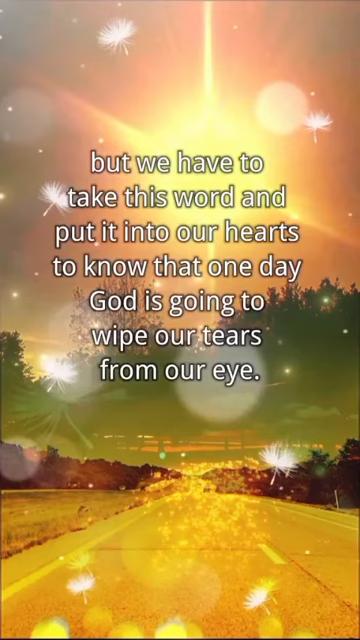 but we have to
take this word and
put it into our hearts
to know that one day
God is going to
wipe our tears
from our eye.